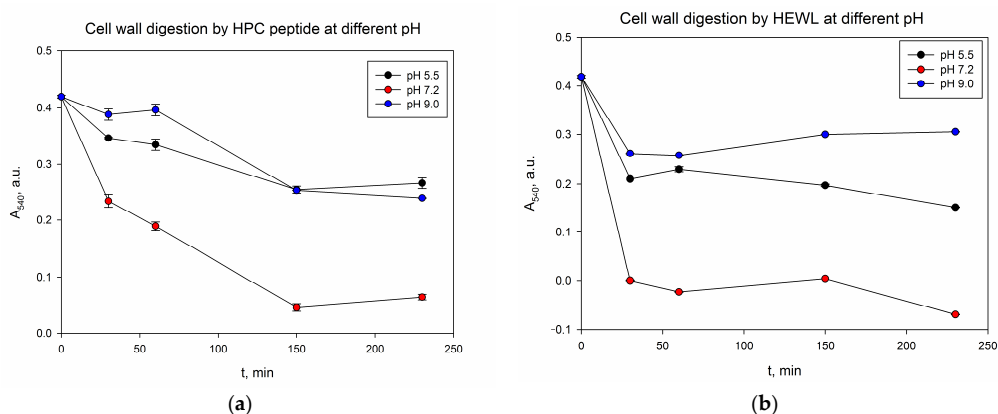 Cell wall digestion by HPC peptide at different pH
0.5
0.4
0.3
0.2
0.1
0.0
A540, a.u.
pH 5.5
pH 7.2
pH 9.0
0 50 100 150 200 250
t, min
(a)
Cell wall digestion by HEWL at different pH
0.5
0.4
0.3
0.2
0.1
0.0
−0.1
A540, a.u.
pH 5.5
pH 7.2
pH 9.0
0 50 100 150 200 250
t, min
(b)